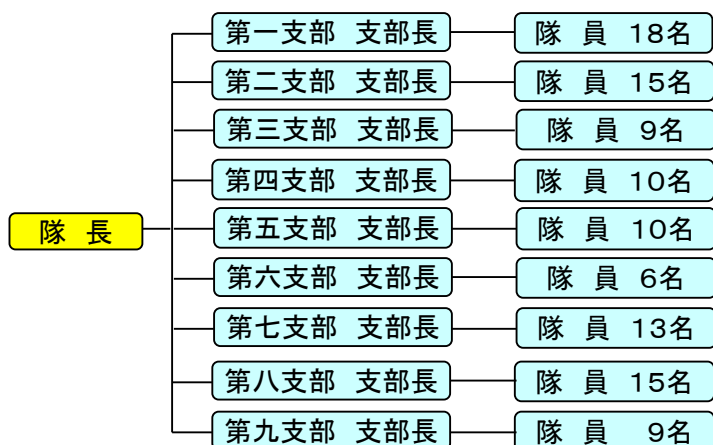 第一支部 支部長 隊 員 18名
第二支部 支部長 隊 員 15名
第三支部 支部長 隊 員 9名
第四支部 支部長 隊 員 10名
隊 長
第五支部 支部長 隊 員 10名
第六支部 支部長 隊 員 6名
第七支部 支部長 隊 員 13名
第八支部 支部長 隊 員 15名
第九支部 支部長 隊 員 9名